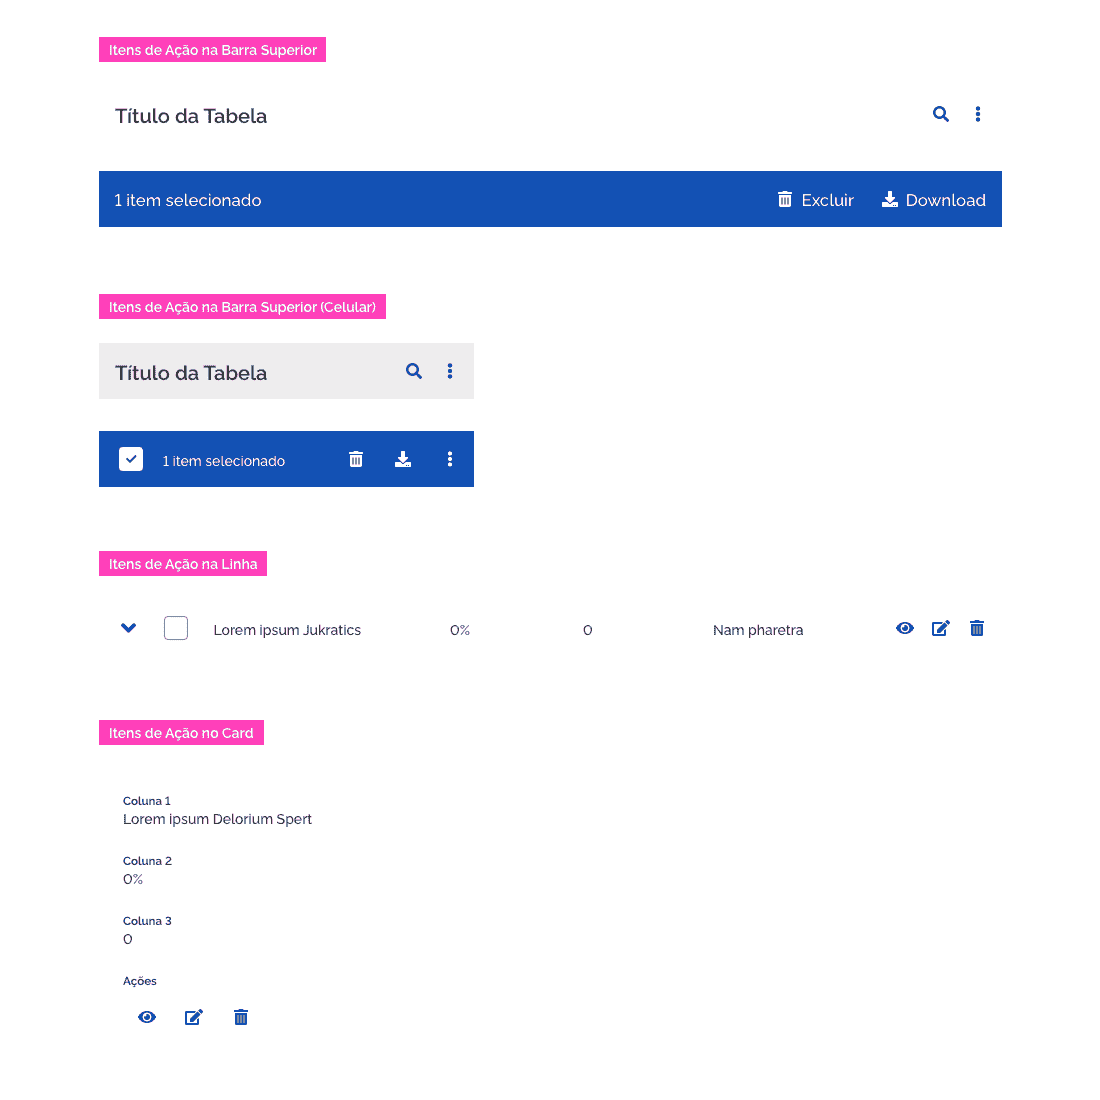 Itens de Ação na Barra Superior
Título da Tabela
1 item selecionado Excluir Download
Itens de Ação na Barra Superior (Celular)
Título da Tabela
1 item selecionado
Itens de Ação na Linha
Lorem ipsum Jukratics 0% 0 Nam pharetra
Itens de Ação no Card
Coluna 1
Lorem ipsum Delorium Spert
Coluna 2
0%
Coluna 3
0
Ações